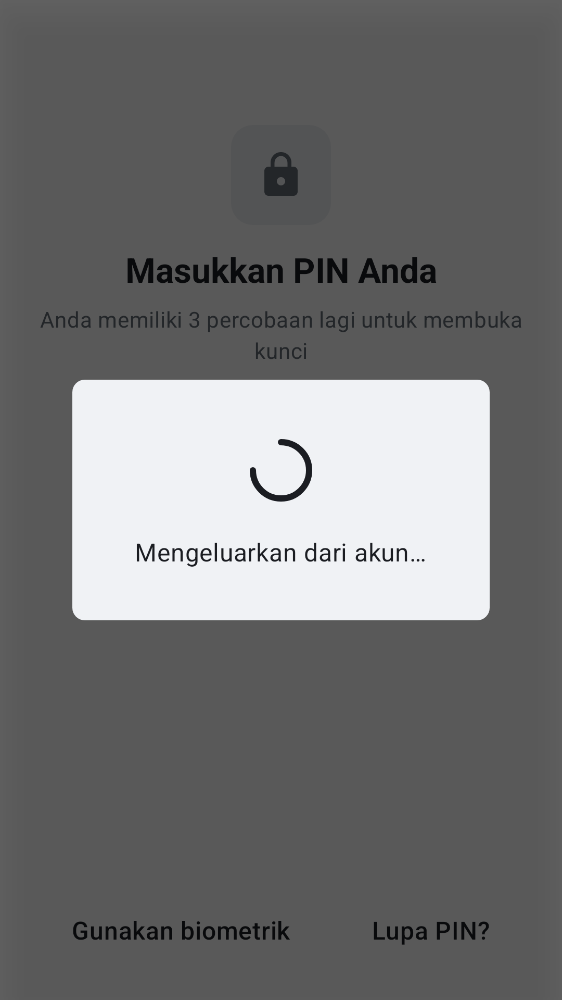 Masukkan PIN Anda
Anda memiliki 3 percobaan lagi untuk membuka
kunci
Mengeluarkan dari akun…
Gunakan biometrik
Lupa PIN?